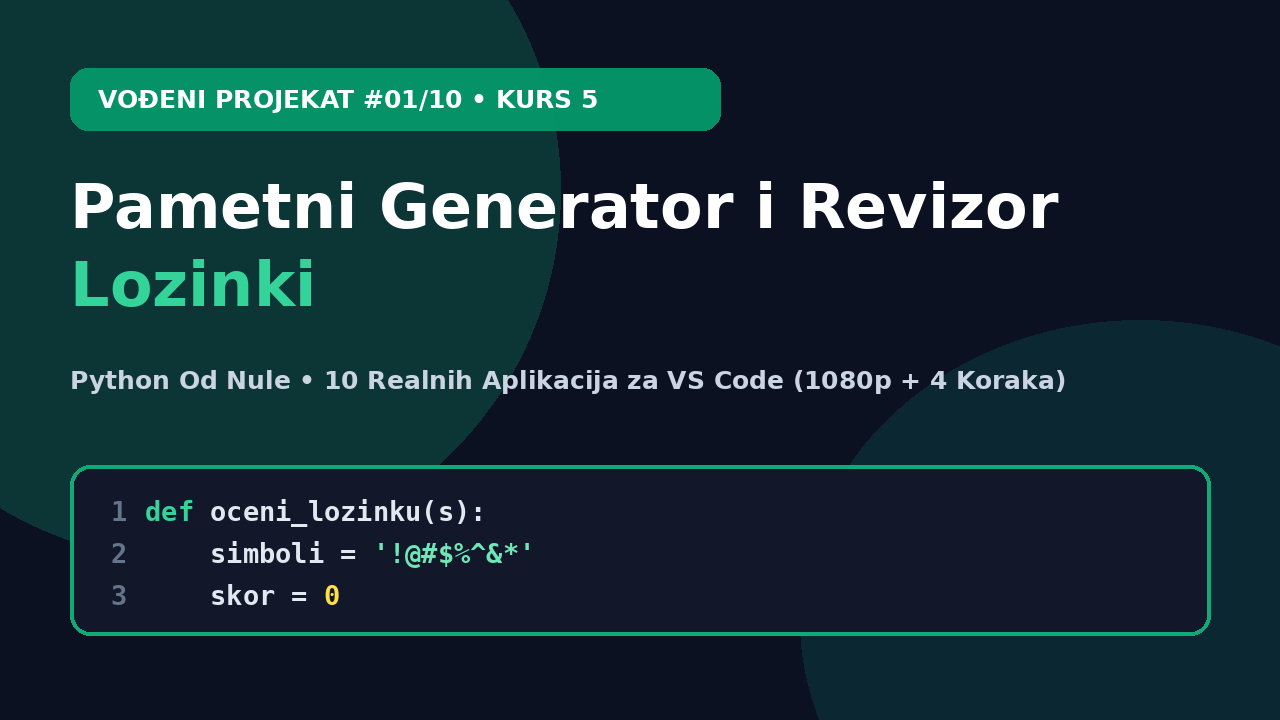 VOĐENI PROJEKAT #01/10 • KURS 5
Pametni Generator i Revizor
Lozinki
Python Od Nule • 10 Realnih Aplikacija za VS Code (1080p + 4 Koraka)
1 def oceni_lozinku(s):
2     simboli = '!@#$%^&*'
3     skor = 0